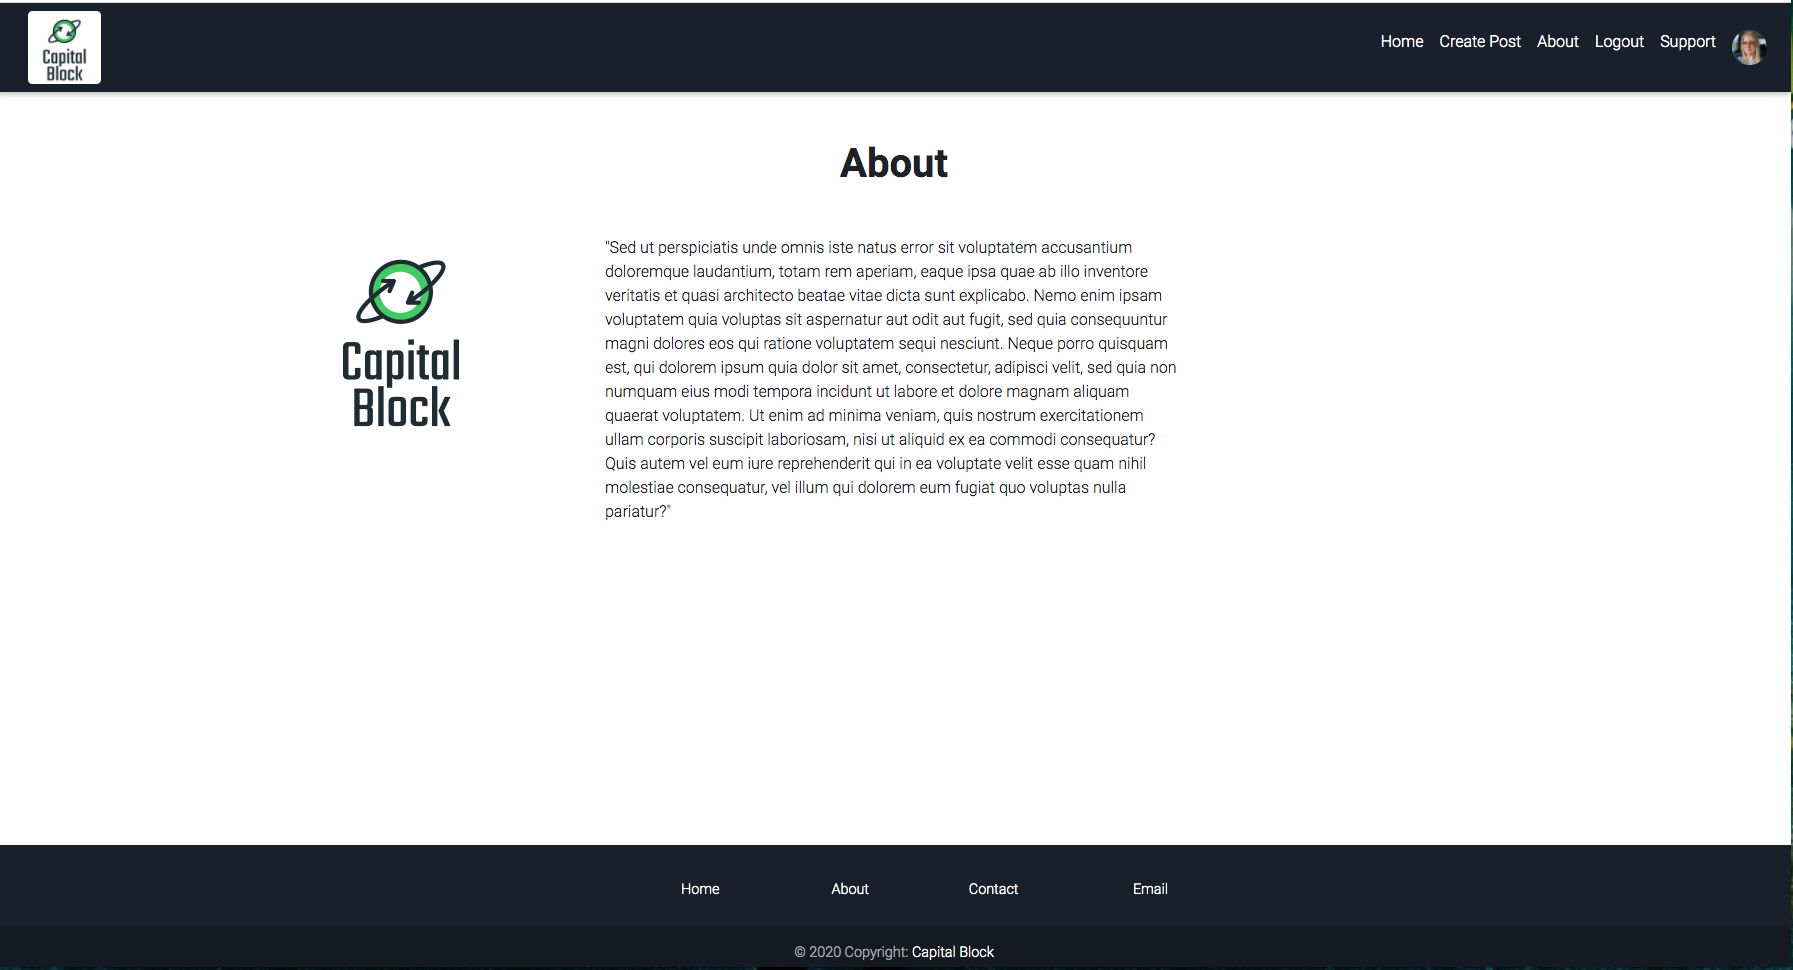 Capital
Block
Home Create Post About Logout Support
About
Capital
Block
"Sed ut perspiciatis unde omnis iste natus error sit voluptatem accusantium
doloremque laudantium, totam rem aperiam, eaque ipsa quae ab illo inventore
veritatis et quasi architecto beatae vitae dicta sunt explicabo. Nemo enim ipsam
voluptatem quia voluptas sit aspernatur aut odit aut fugit, sed quia consequuntur
magni dolores eos qui ratione voluptatem sequi nesciunt. Neque porro quisquam
est, qui dolorem ipsum quia dolor sit amet, consectetur, adipisci velit, sed quia non
numquam eius modi tempora incidunt ut labore et dolore magnam aliquam
quaerat voluptatem. Ut enim ad minima veniam, quis nostrum exercitationem
ullam corporis suscipit laboriosam, nisi ut aliquid ex ea commodi consequatur?
Quis autem vel eum iure reprehenderit qui in ea voluptate velit esse quam nihil
molestiae consequatur, vel illum qui dolorem eum fugiat quo voluptas nulla
pariatur?"
Home About Contact Email
© 2020 Copyright: Capital Block